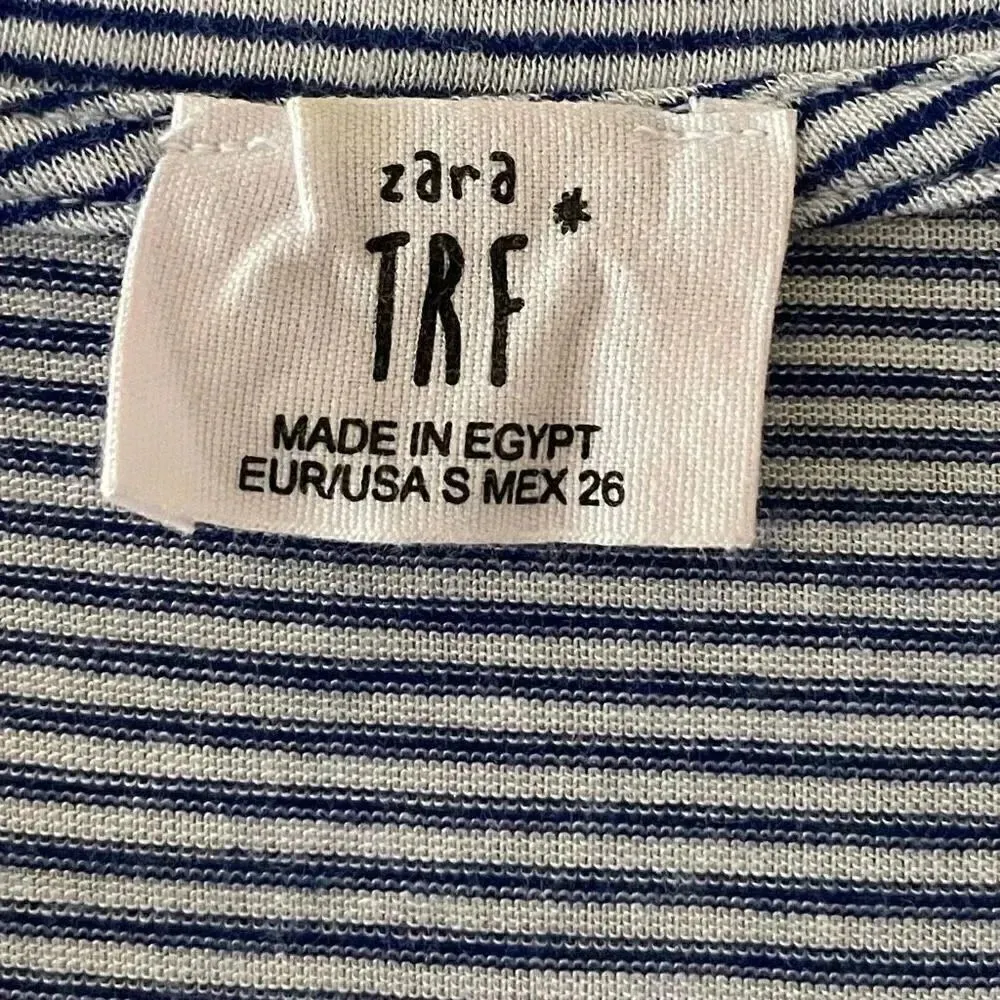 zara
TRF*
MADE IN EGYPT
EUR/USA S MEX 26